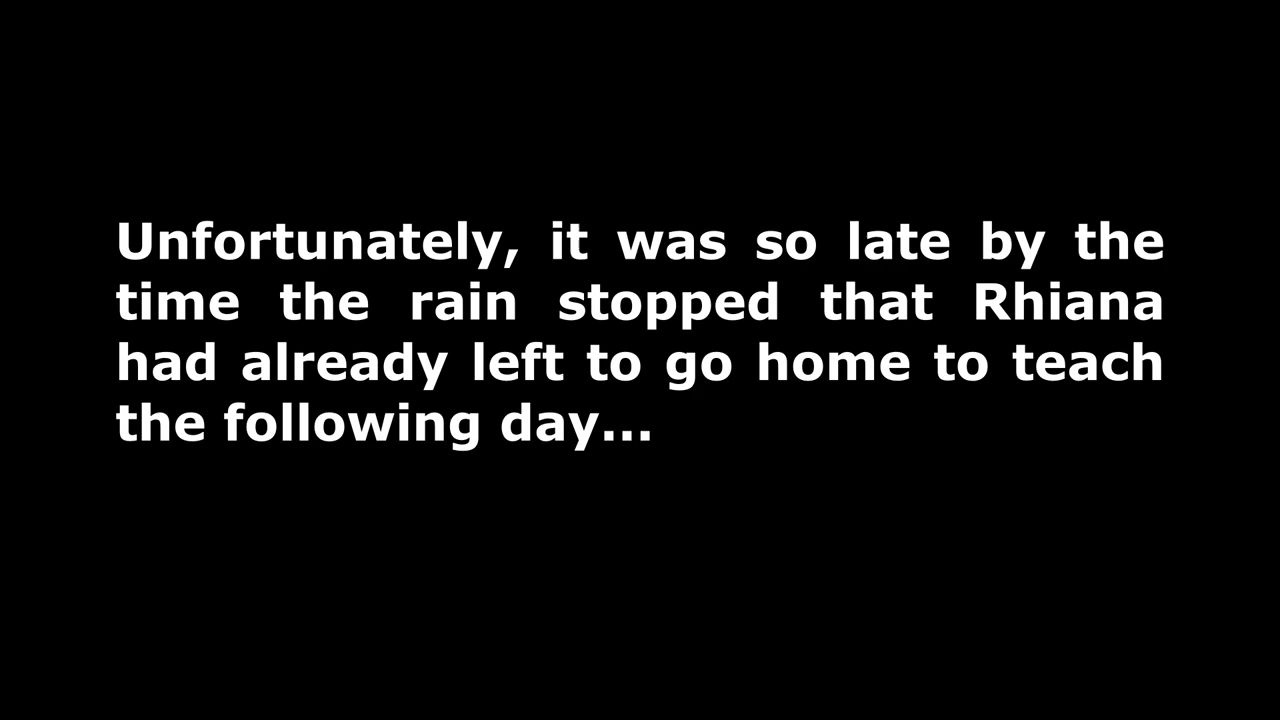 Unfortunately, it was so late by the
time the rain stopped that Rhiana
had already left to go home to teach
the following day...